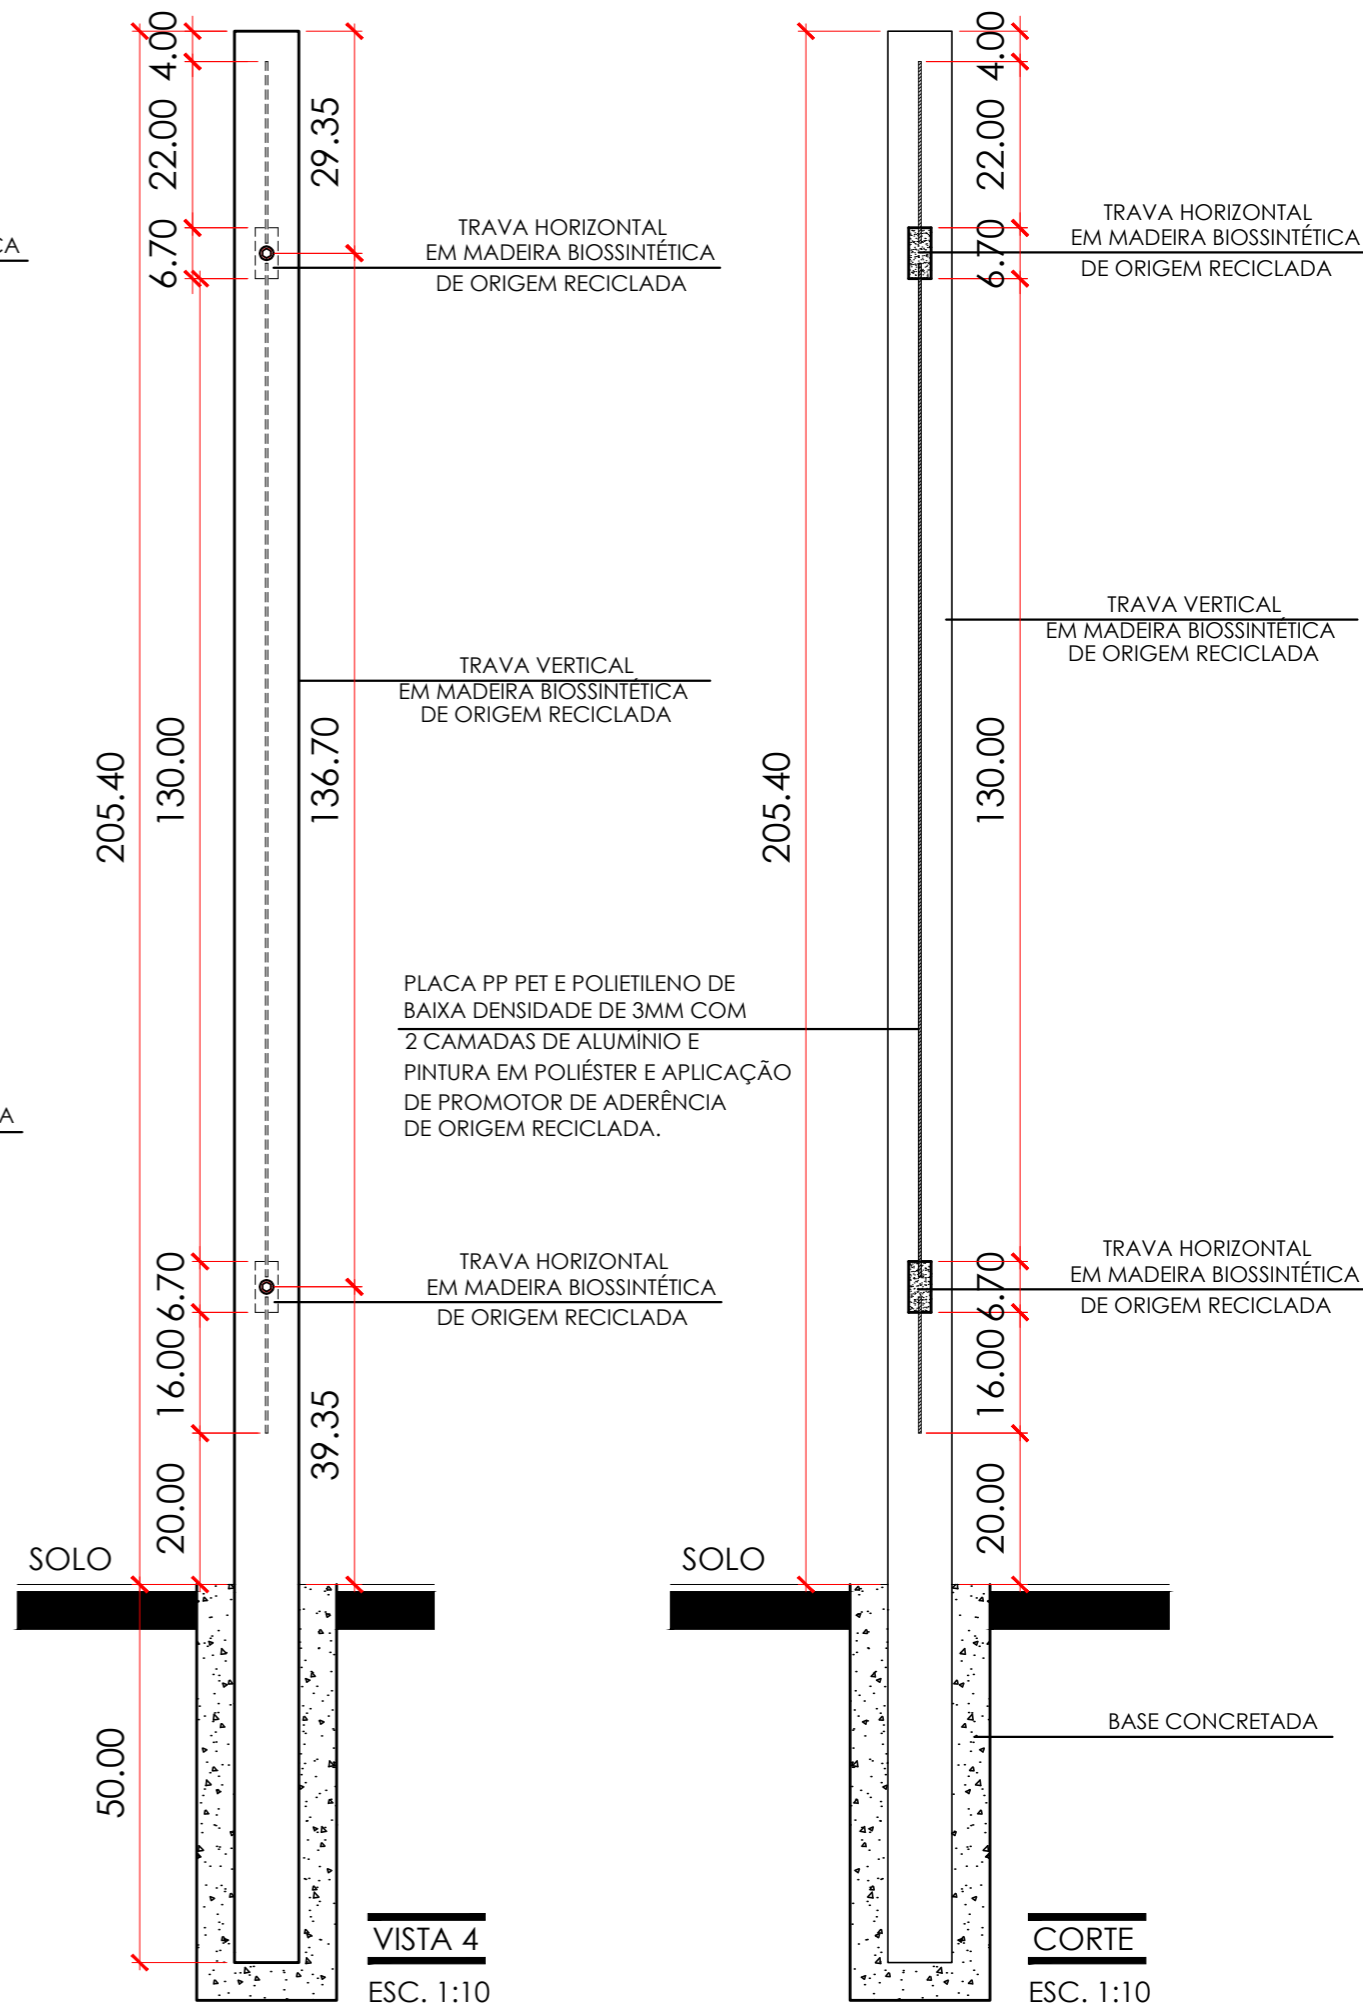 CA
A
4.00
22.00
6.70
130.00
205.40
6.70
16.00
20.00
50.00
29.35
136.70
39.35
TRAVA HORIZONTAL
EM MADEIRA BIOSSINTÉTICA
DE ORIGEM RECICLADA
TRAVA VERTICAL
EM MADEIRA BIOSSINTÉTICA
DE ORIGEM RECICLADA
PLACA PP PET E POLIETILENO DE
BAIXA DENSIDADE DE 3MM COM
2 CAMADAS DE ALUMÍNIO E
PINTURA EM POLIÉSTER E APLICAÇÃO
DE PROMOTOR DE ADERÊNCIA
DE ORIGEM RECICLADA.
TRAVA HORIZONTAL
EM MADEIRA BIOSSINTÉTICA
DE ORIGEM RECICLADA
SOLO
VISTA 4
ESC. 1:10
4.00
22.00
6.70
205.40
130.00
6.70
16.00
20.00
TRAVA HORIZONTAL
EM MADEIRA BIOSSINTÉTICA
DE ORIGEM RECICLADA
TRAVA VERTICAL
EM MADEIRA BIOSSINTÉTICA
DE ORIGEM RECICLADA
TRAVA HORIZONTAL
EM MADEIRA BIOSSINTÉTICA
DE ORIGEM RECICLADA
SOLO
BASE CONCRETADA
CORTE
ESC. 1:10